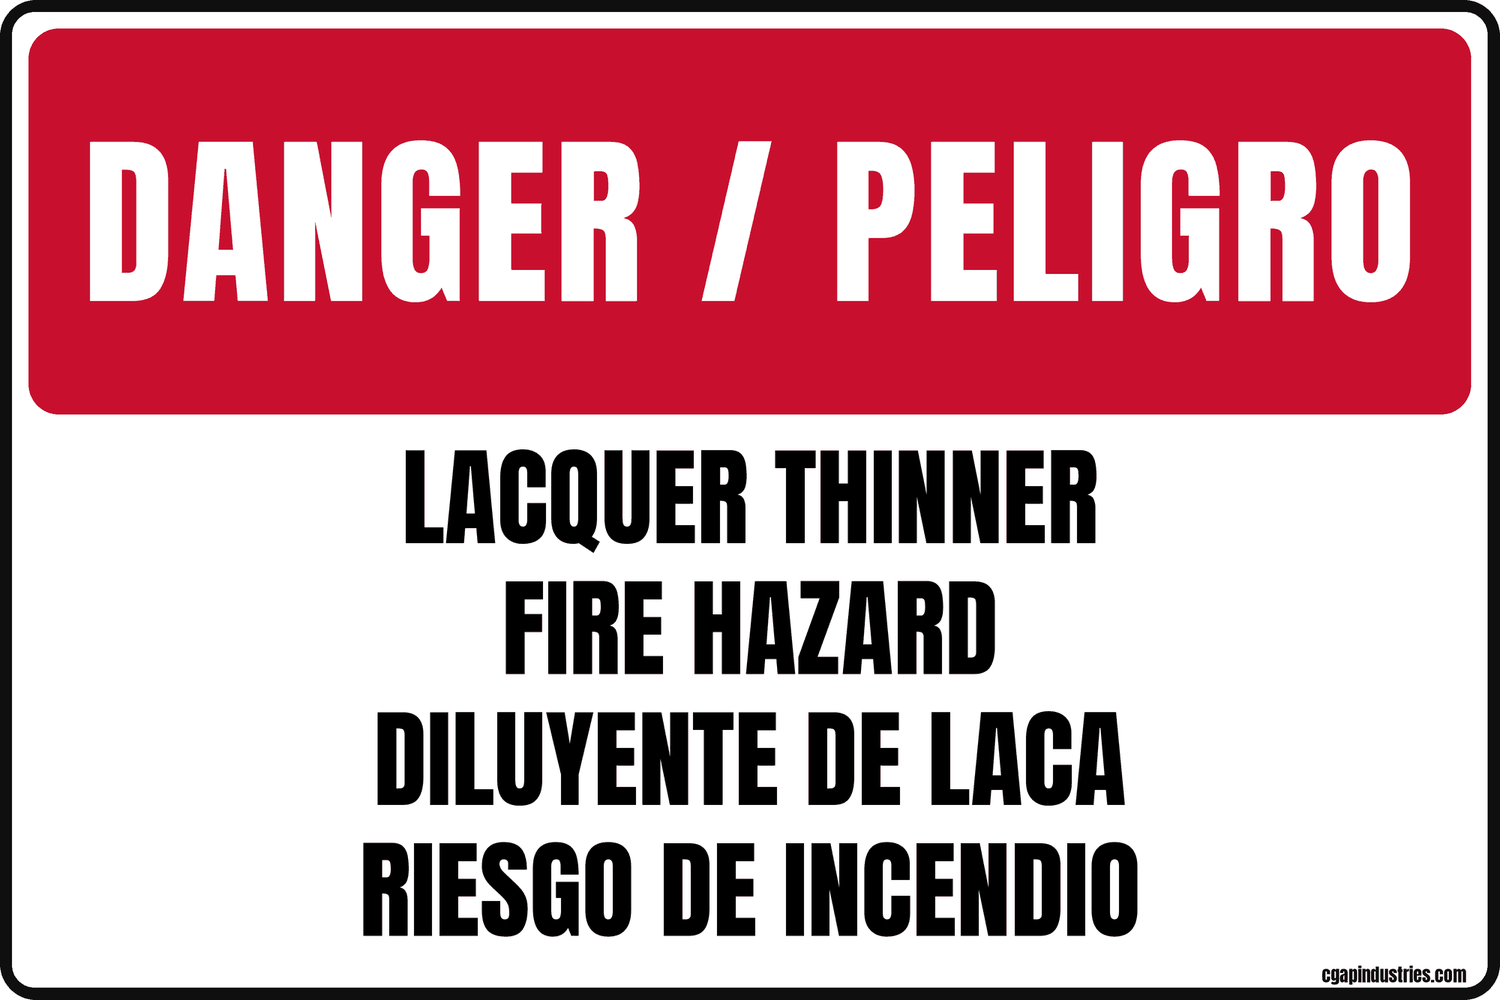 DANGER / PELIGRO
LACQUER THINNER
FIRE HAZARD
DILUYENTE DE LACA
RIESGO DE INCENDIO
cgapindustries.com